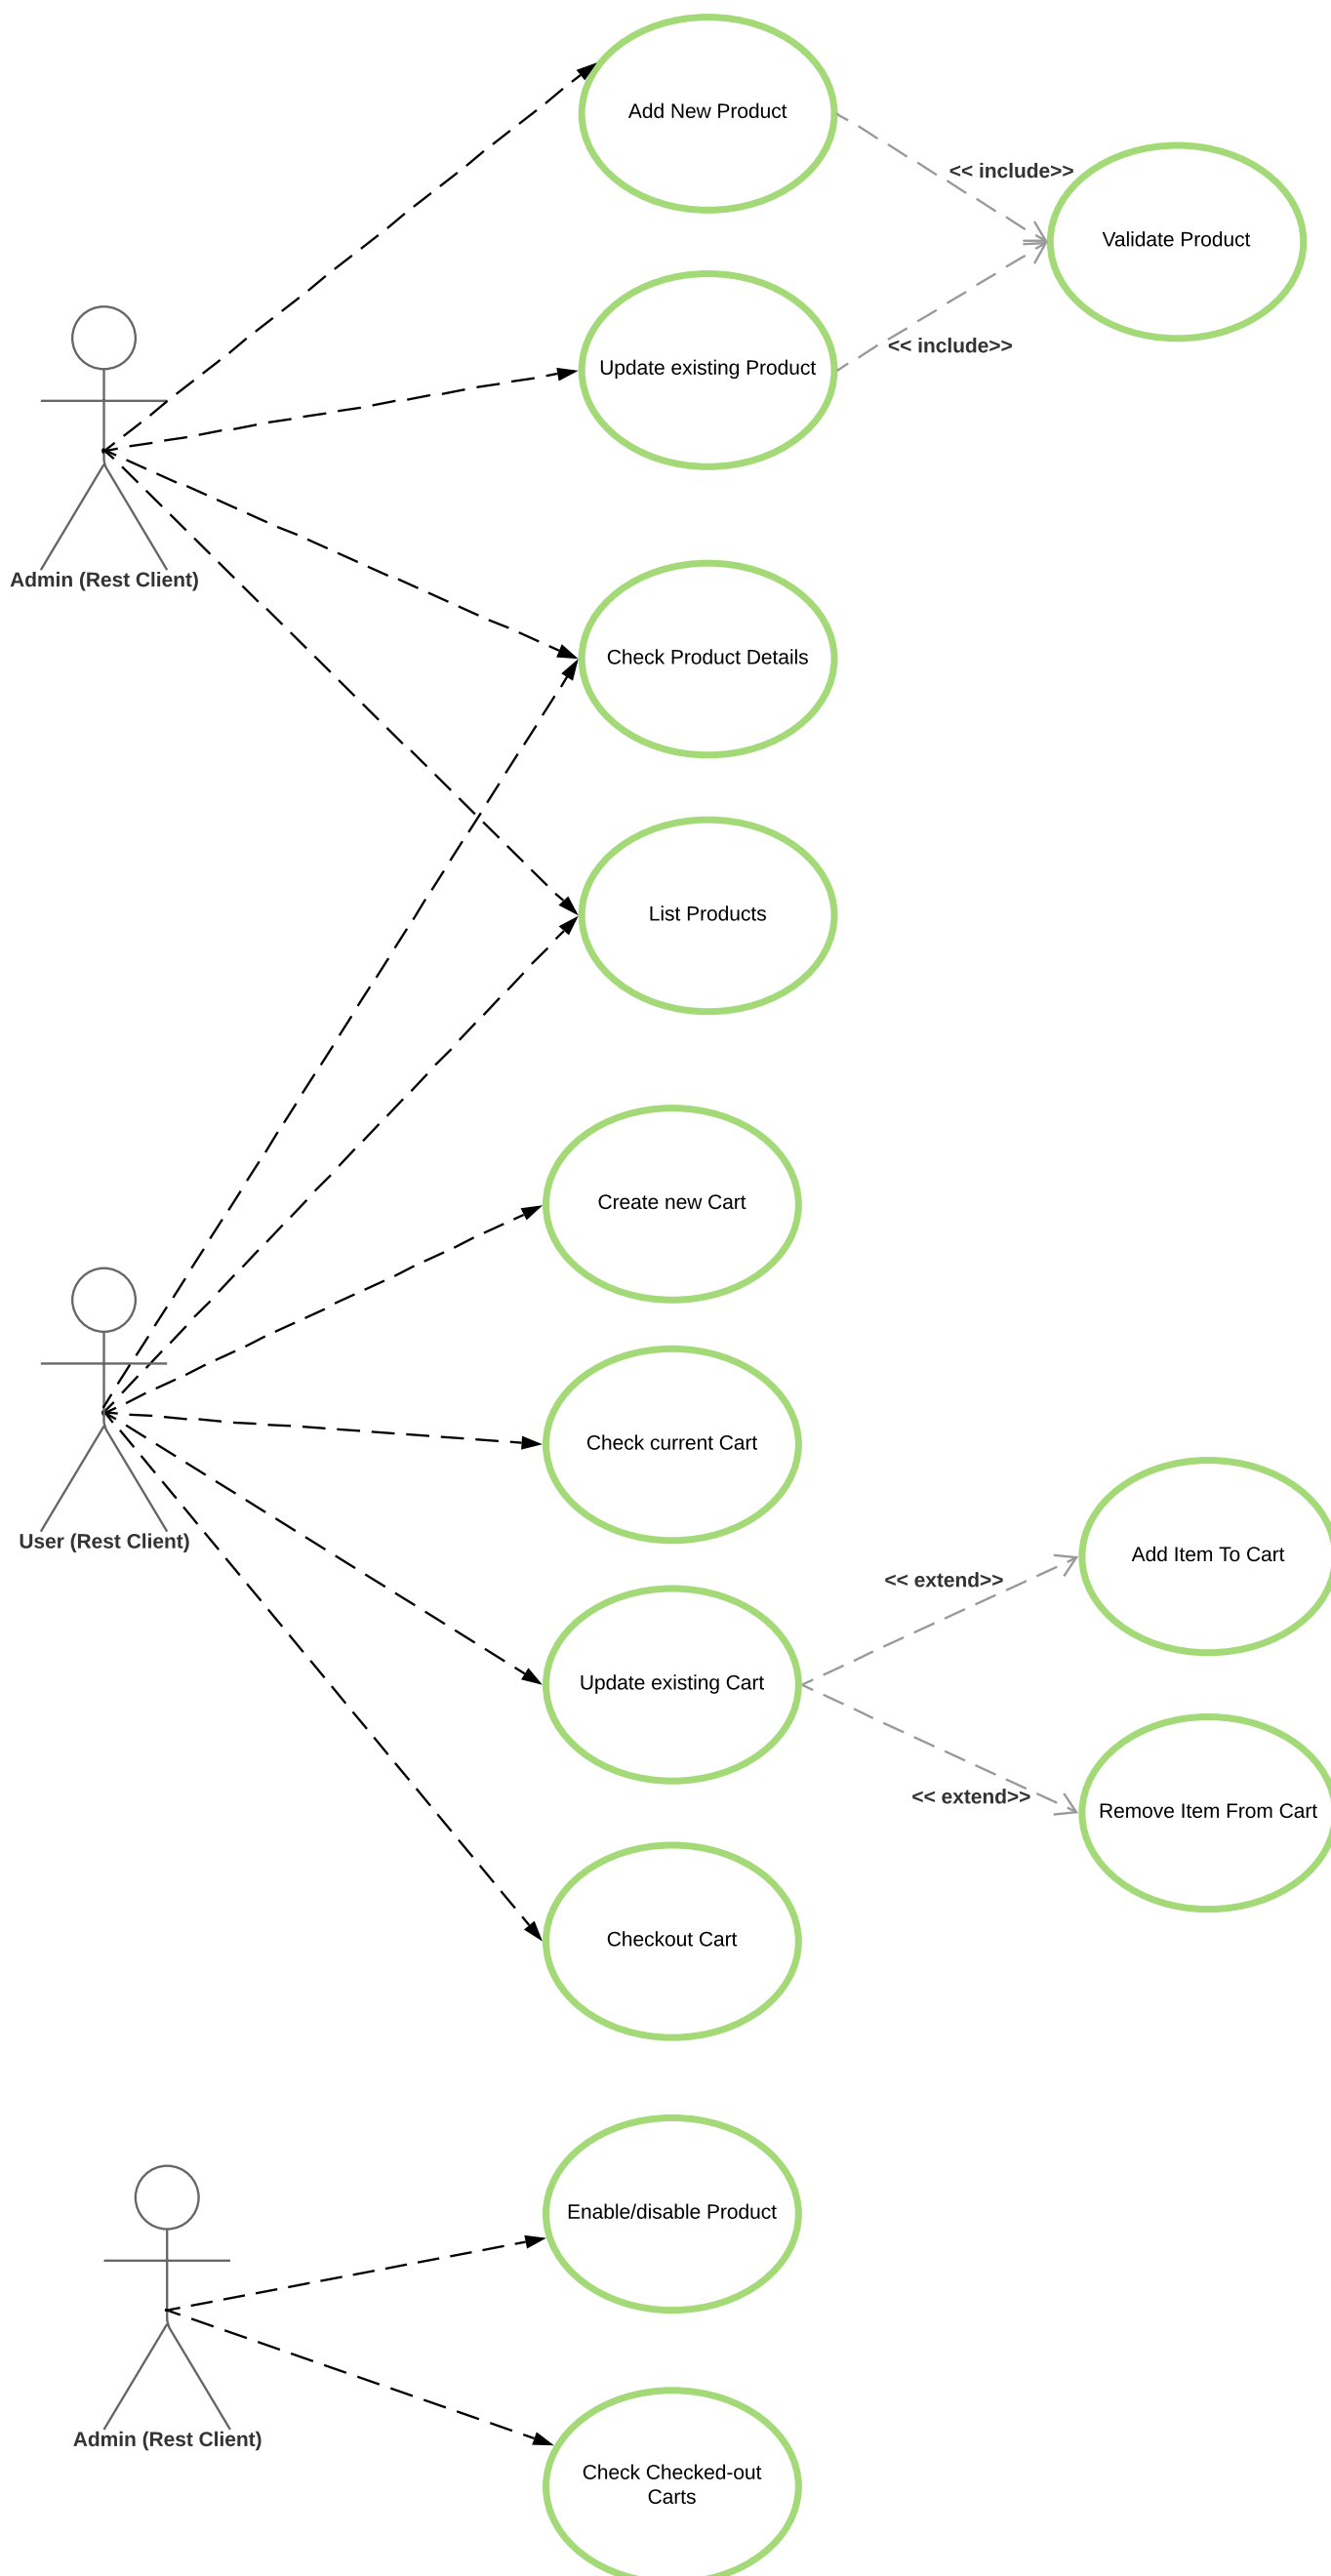 Add New Product
<< include>>
Validate Product
<< include>>
Update existing Product
Admin (Rest Client)
Check Product Details
List Products
Create new Cart
Check current Cart
User (Rest Client)
Add Item To Cart
<< extend>>
Update existing Cart
<< extend>>
Remove Item From Cart
Checkout Cart
Enable/disable Product
Admin (Rest Client)
Check Checked-out
Carts